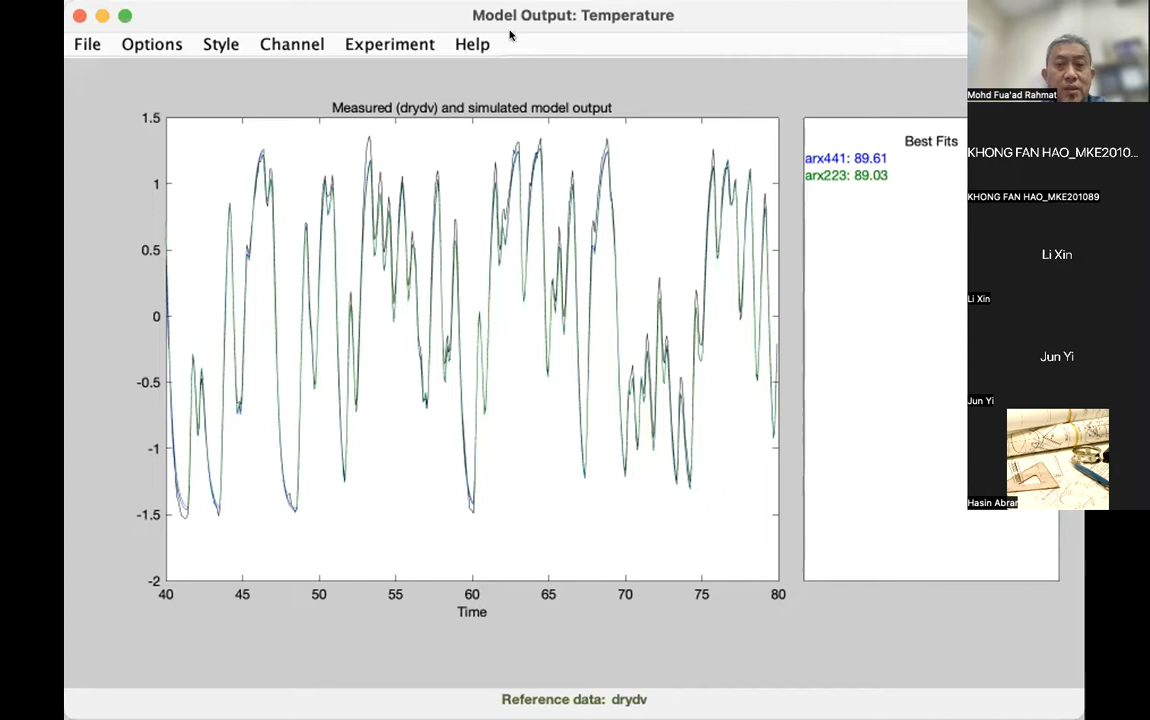 Model Output: Temperature
File Options Style Channel Experiment Help
Measured (drydv) and simulated model output
1.5
1
0.5
0
-0.5
-1
-1.5
-2
40 45 50 55 60 65 70 75 80
Time
Best Fits
arx441: 89.61
arx223: 89.03
Reference data: drydv
Mohd Fua'ad Rahmat
KHONG FAN HAO_MKE2010...
KHONG FAN HAO_MKE201089
Li Xin
Li Xin
Jun Yi
Jun Yi
Hasin Abrar